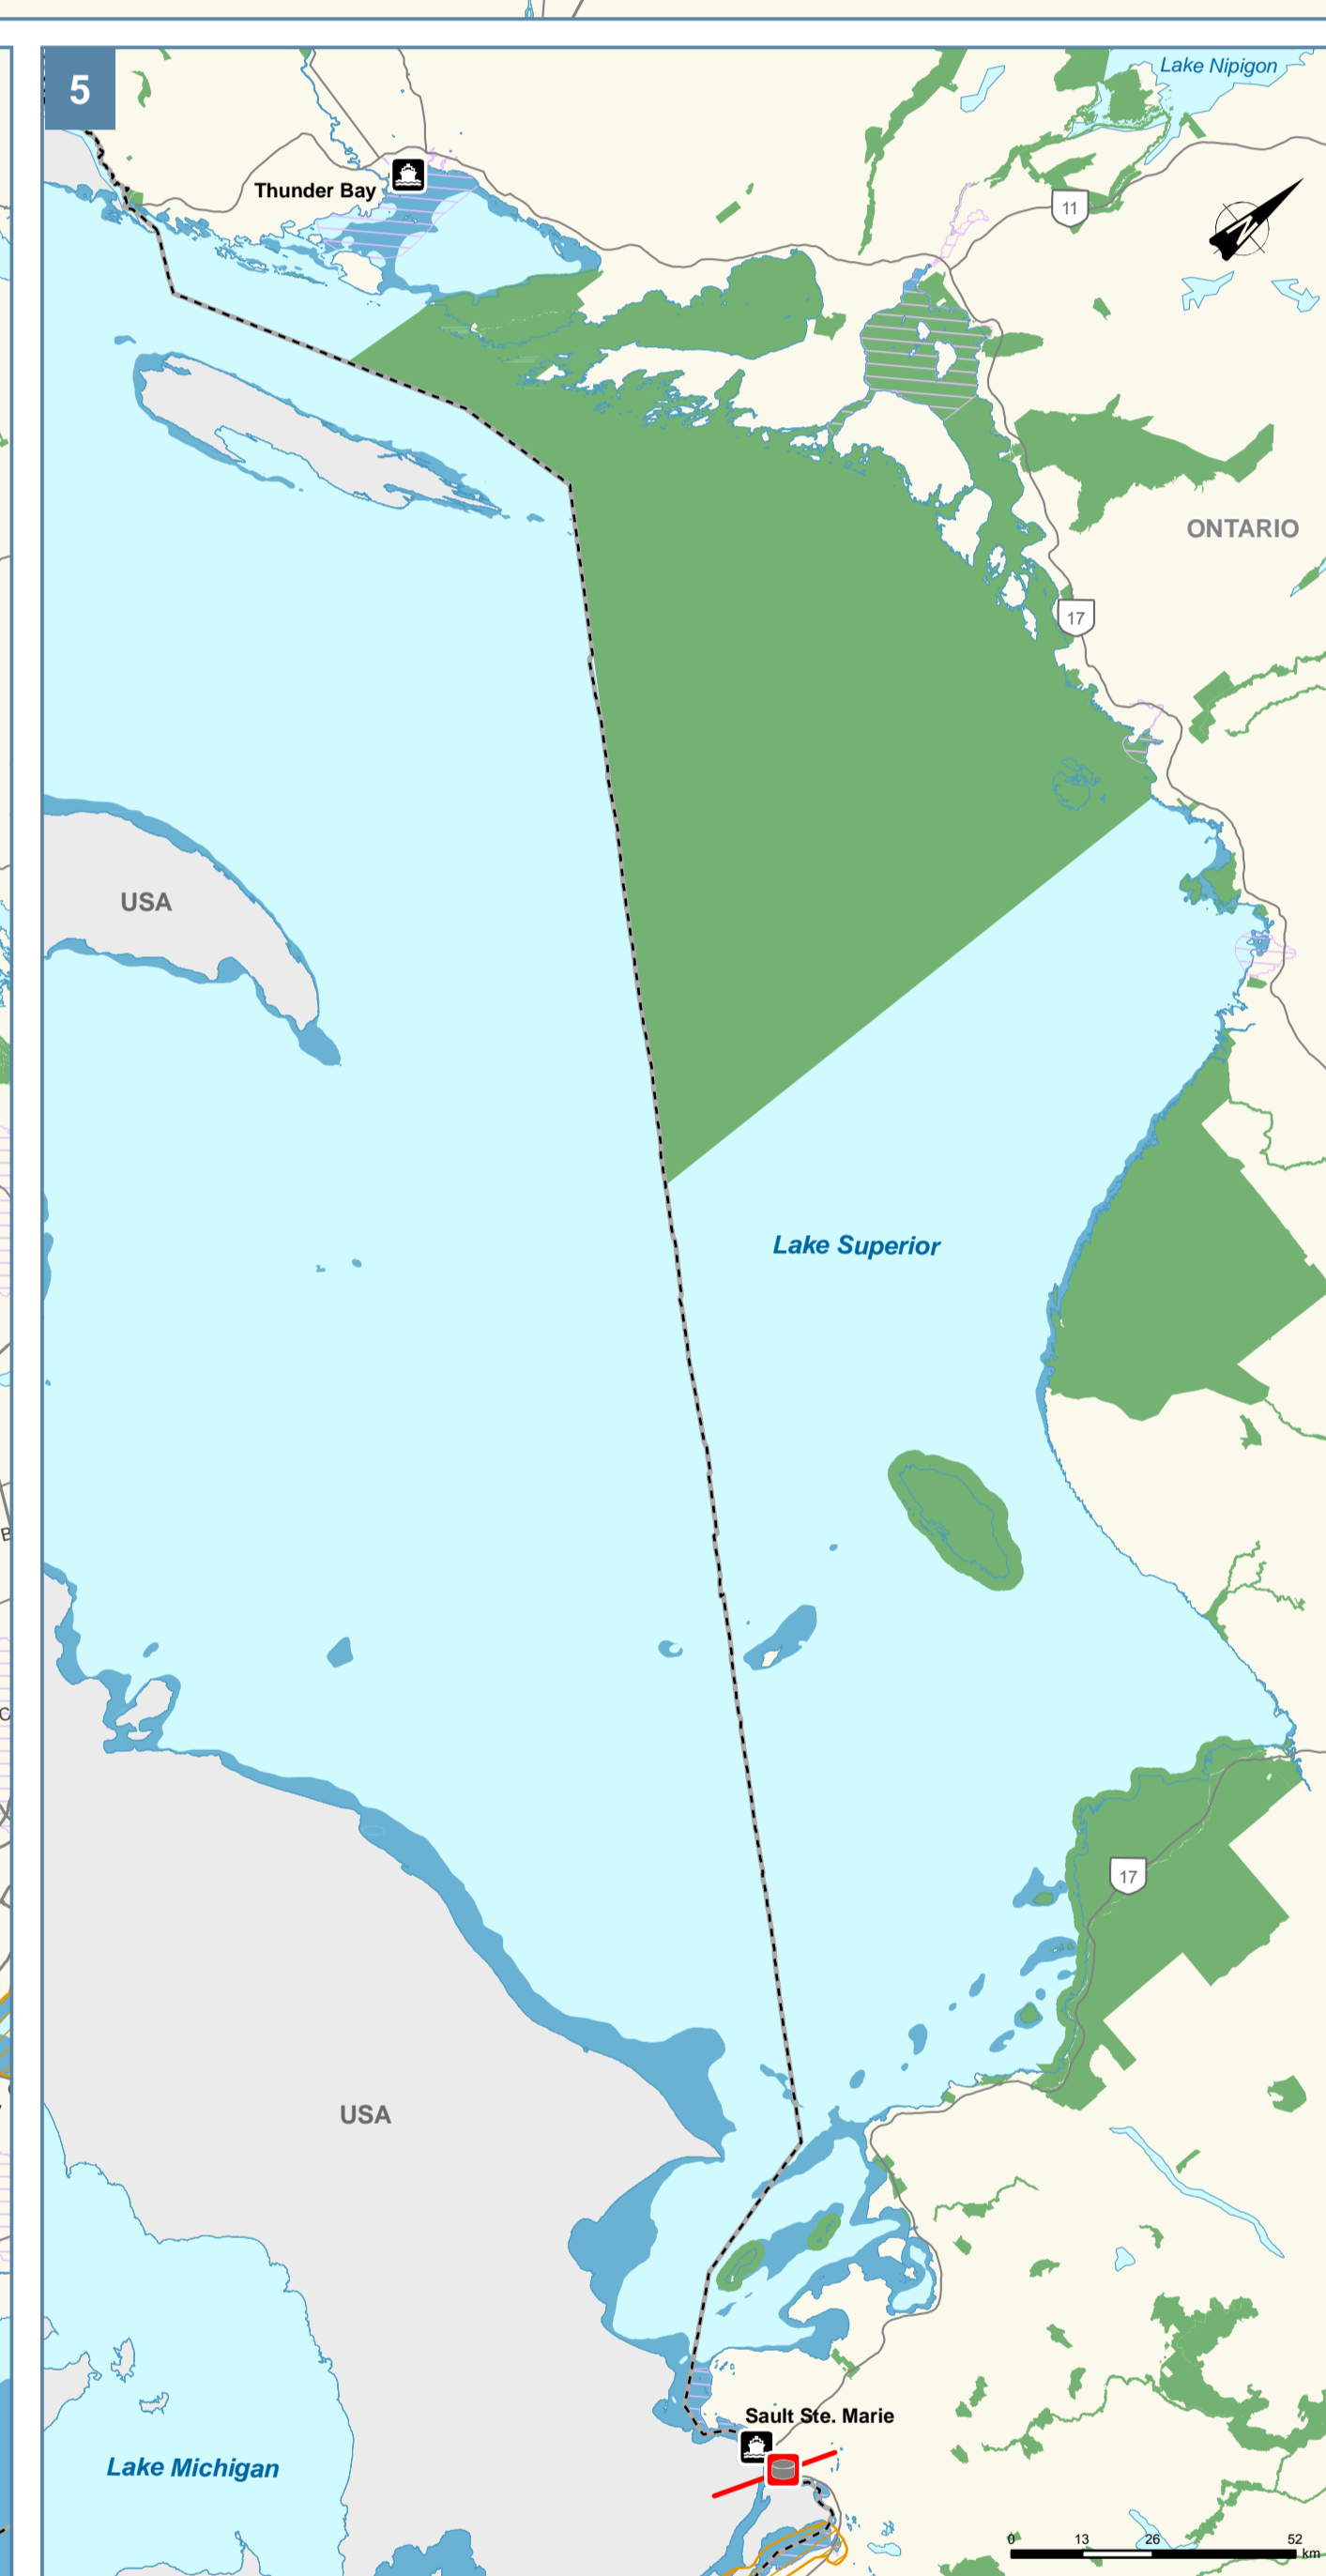 5
Lake Nipigon
Thunder Bay
11
ONTARIO
17
USA
Lake Superior
17
USA
Sault Ste. Marie
Lake Michigan
0 13 26 52
km
B
C